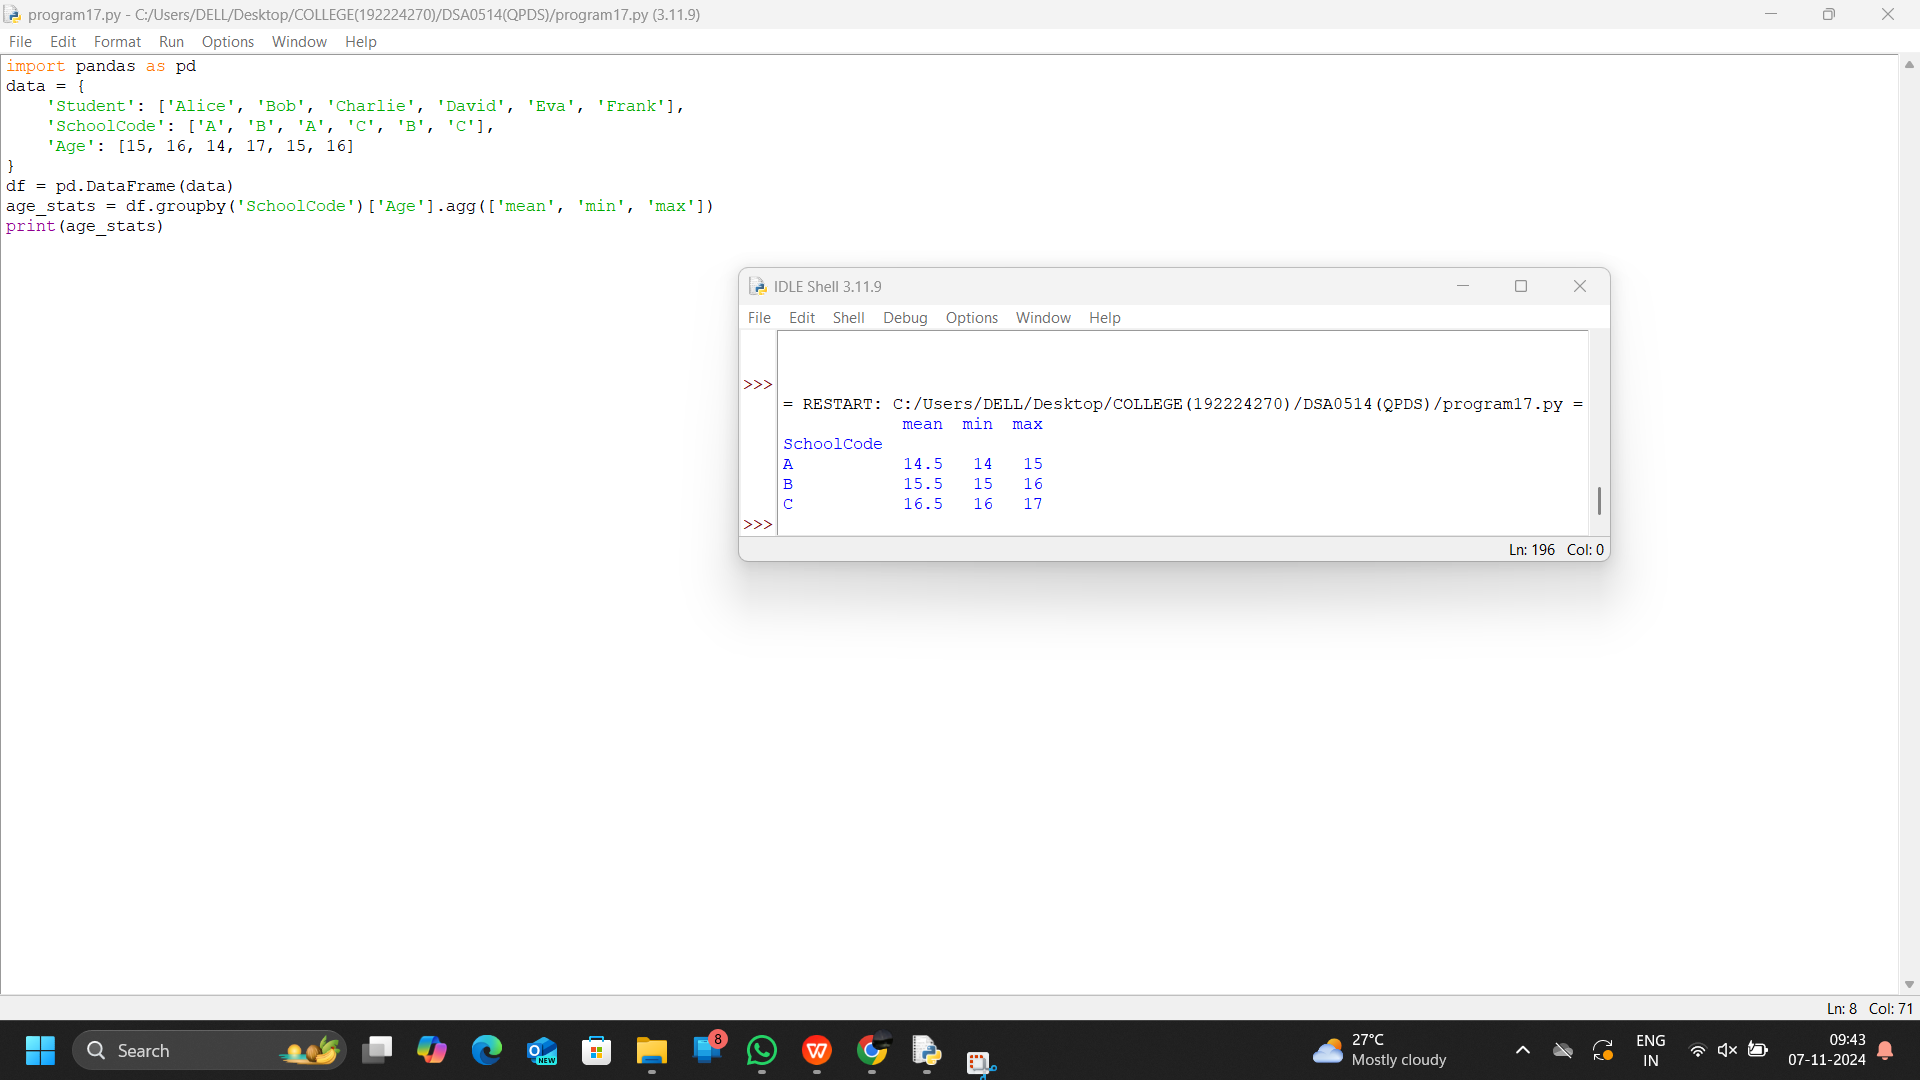 program17.py - C:/Users/DELL/Desktop/COLLEGE(192224270)/DSA0514(QPDS)/program17.py (3.11.9)
File Edit Format Run Options Window Help
import pandas as pd
data = {
    'Student': ['Alice', 'Bob', 'Charlie', 'David', 'Eva', 'Frank'],
    'SchoolCode': ['A', 'B', 'A', 'C', 'B', 'C'],
    'Age': [15, 16, 14, 17, 15, 16]
}
df = pd.DataFrame(data)
age_stats = df.groupby('SchoolCode')['Age'].agg(['mean', 'min', 'max'])
print(age_stats)
IDLE Shell 3.11.9
File Edit Shell Debug Options Window Help
>>>
= RESTART: C:/Users/DELL/Desktop/COLLEGE(192224270)/DSA0514(QPDS)/program17.py =
            mean  min  max
SchoolCode
A           14.5   14   15
B           15.5   15   16
C           16.5   16   17
>>>
Ln: 196 Col: 0
Ln: 8 Col: 71
Search
NEW
8
W
27°C
Mostly cloudy
ENG
IN
09:43
07-11-2024